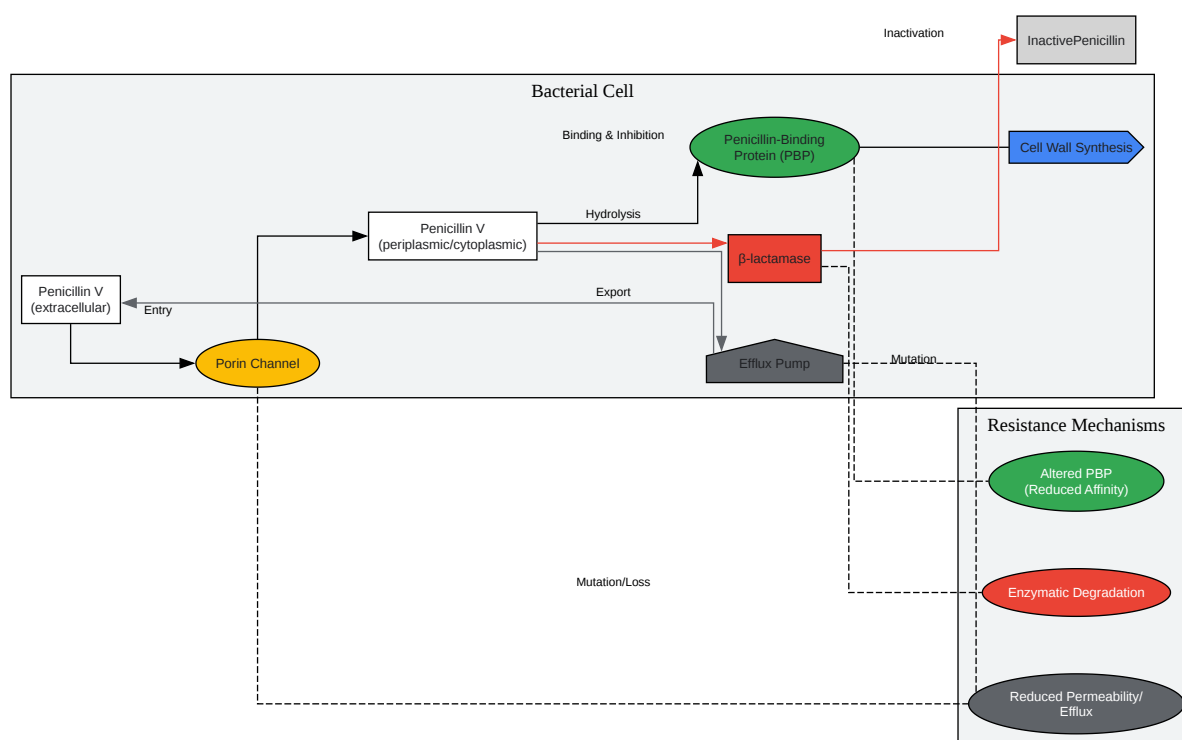 Inactivation
InactivePenicillin
Bacterial Cell
Binding & Inhibition
Penicillin-Binding
Protein (PBP)
Cell Wall Synthesis
Hydrolysis
Penicillin V
(periplasmic/cytoplasmic)
β-lactamase
Penicillin V
(extracellular)
Entry
Export
Porin Channel
Efflux Pump
Mutation
Resistance Mechanisms
Altered PBP
(Reduced Affinity)
Mutation/Loss
Enzymatic Degradation
Reduced Permeability/
Efflux